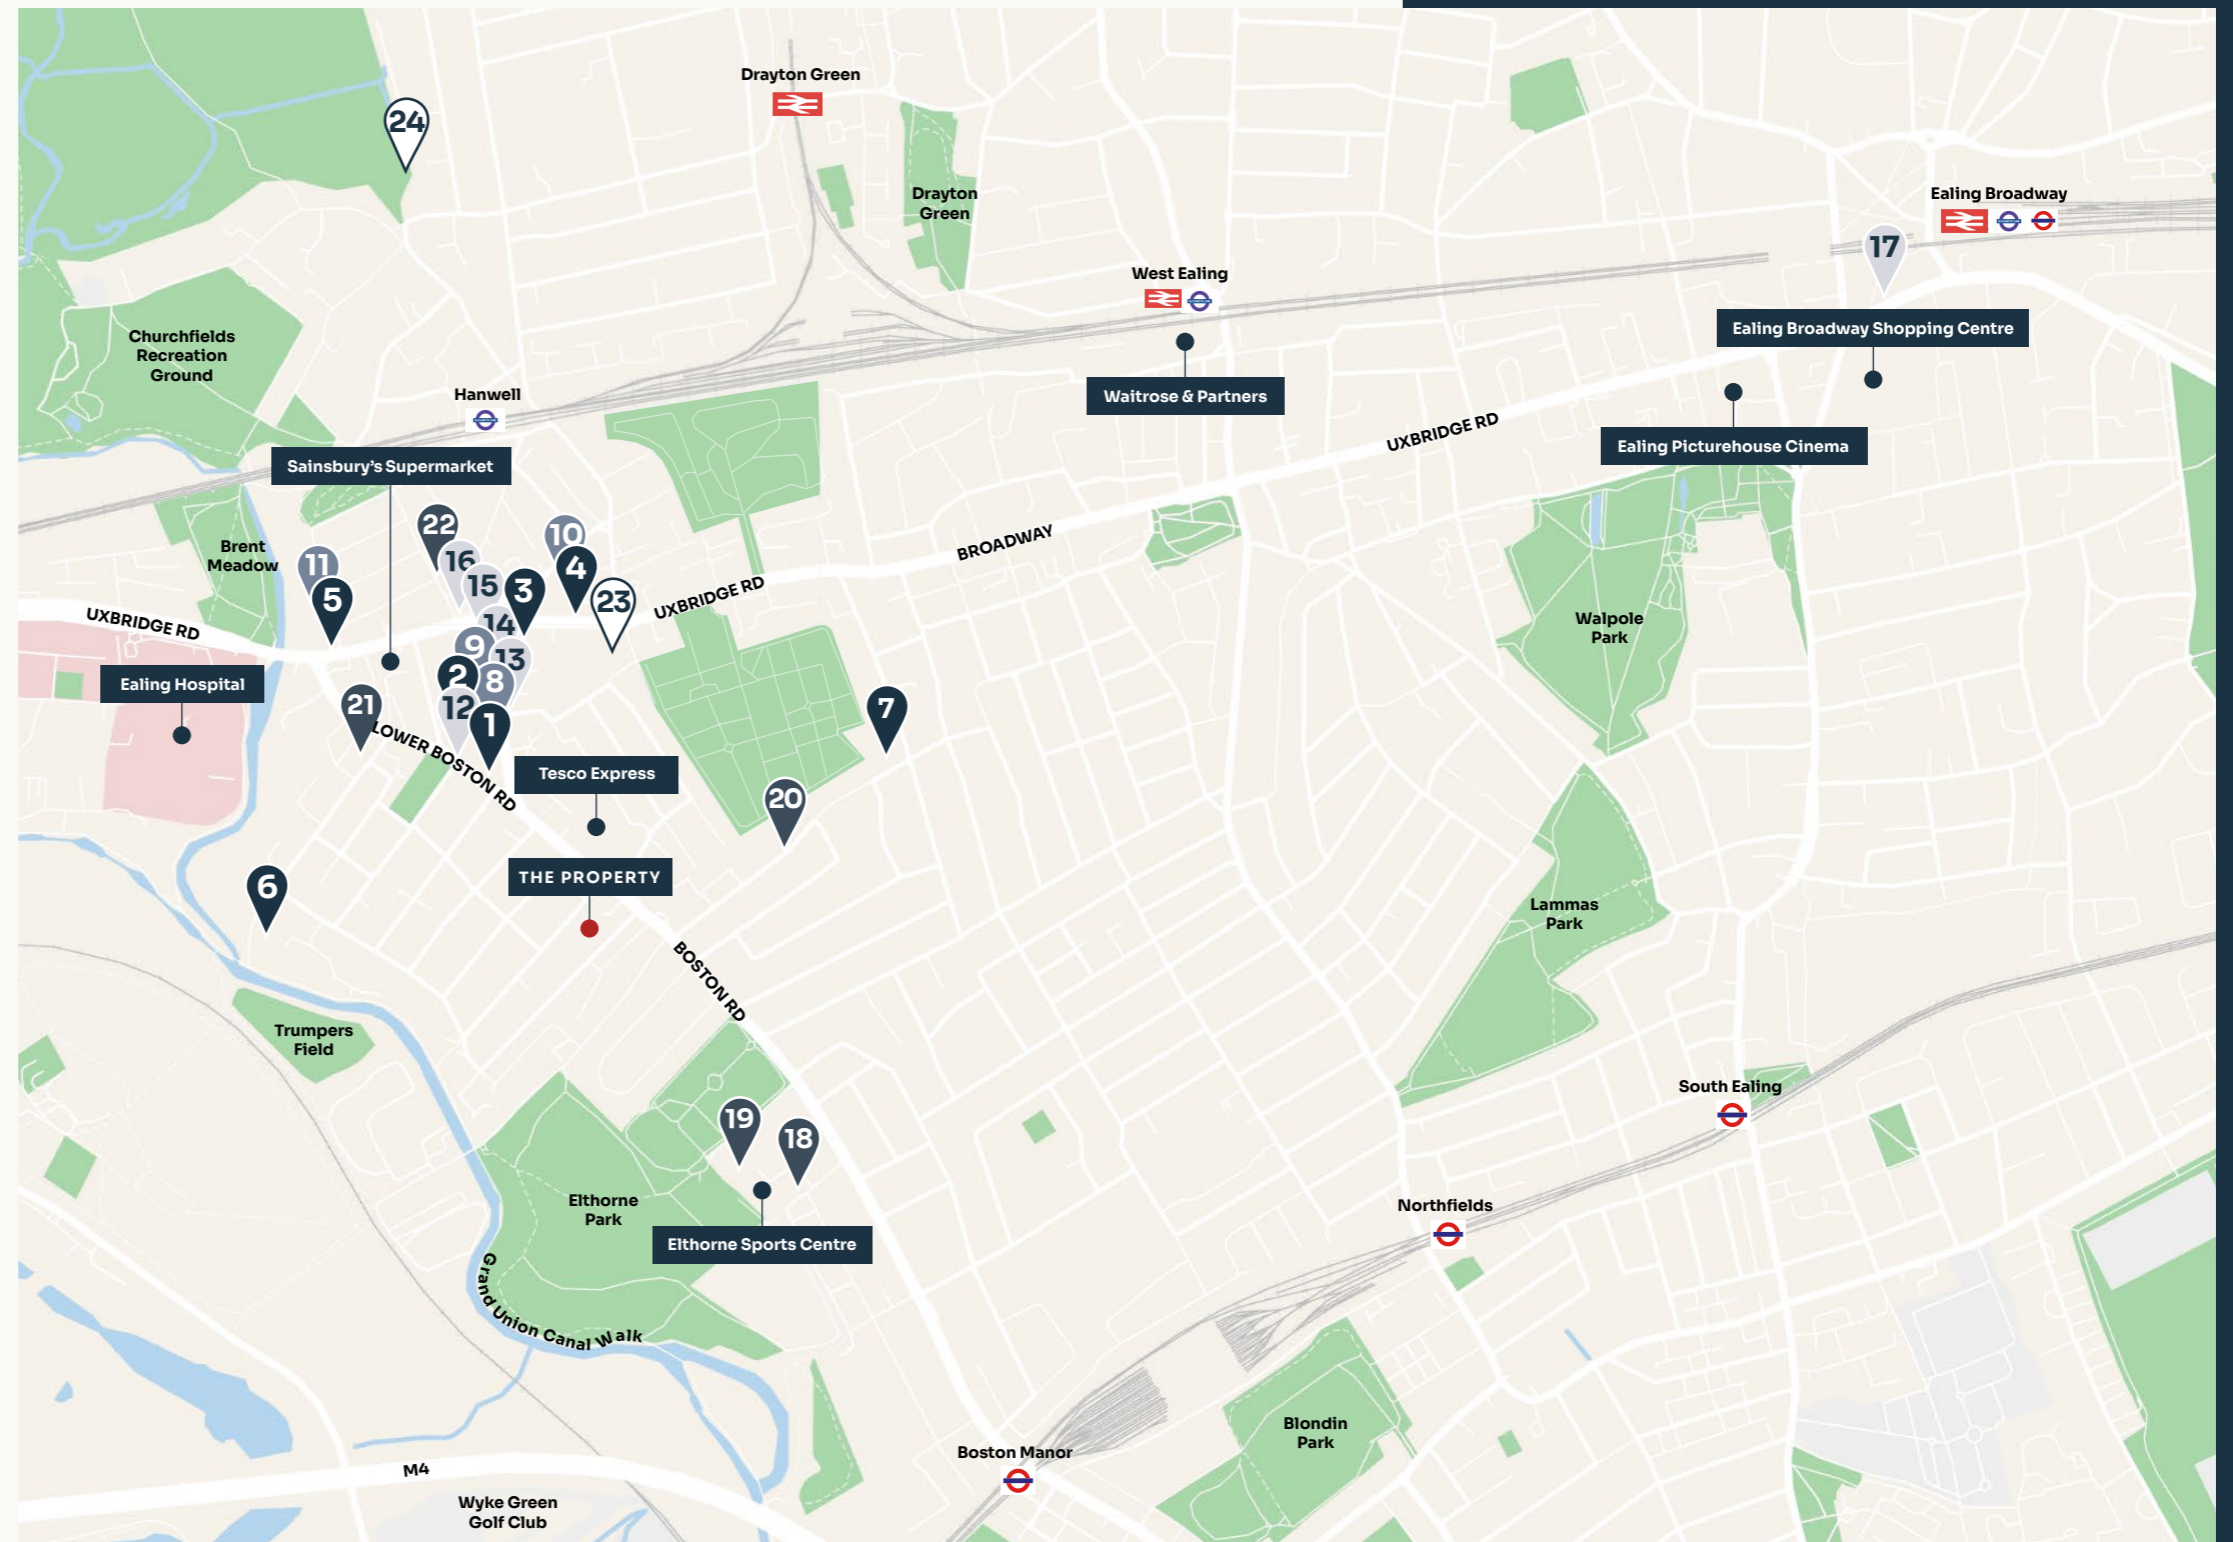 Drayton Green
24
Drayton
Green
Ealing Broadway
17
West Ealing
Ealing Broadway Shopping Centre
Churchfields
Recreation
Ground
Hanwell
Waitrose & Partners
UXBRIDGE RD
Ealing Picturehouse Cinema
Sainsbury's Supermarket
22
10
BROADWAY
Brent
Meadow
11
16
4
15
3
5
23
UXBRIDGE RD
UXBRIDGE RD
14
Walpole
Park
9
13
2
8
Ealing Hospital
21
12
1
7
LOWER BOSTON RD
Tesco Express
20
6
THE PROPERTY
Lammas
Park
BOSTON RD
Trumpers
Field
South Ealing
19
18
Elthorne
Park
Northfields
Elthorne Sports Centre
Grand Union Canal Walk
Blondin
Park
Boston Manor
M4
Wyke Green
Golf Club